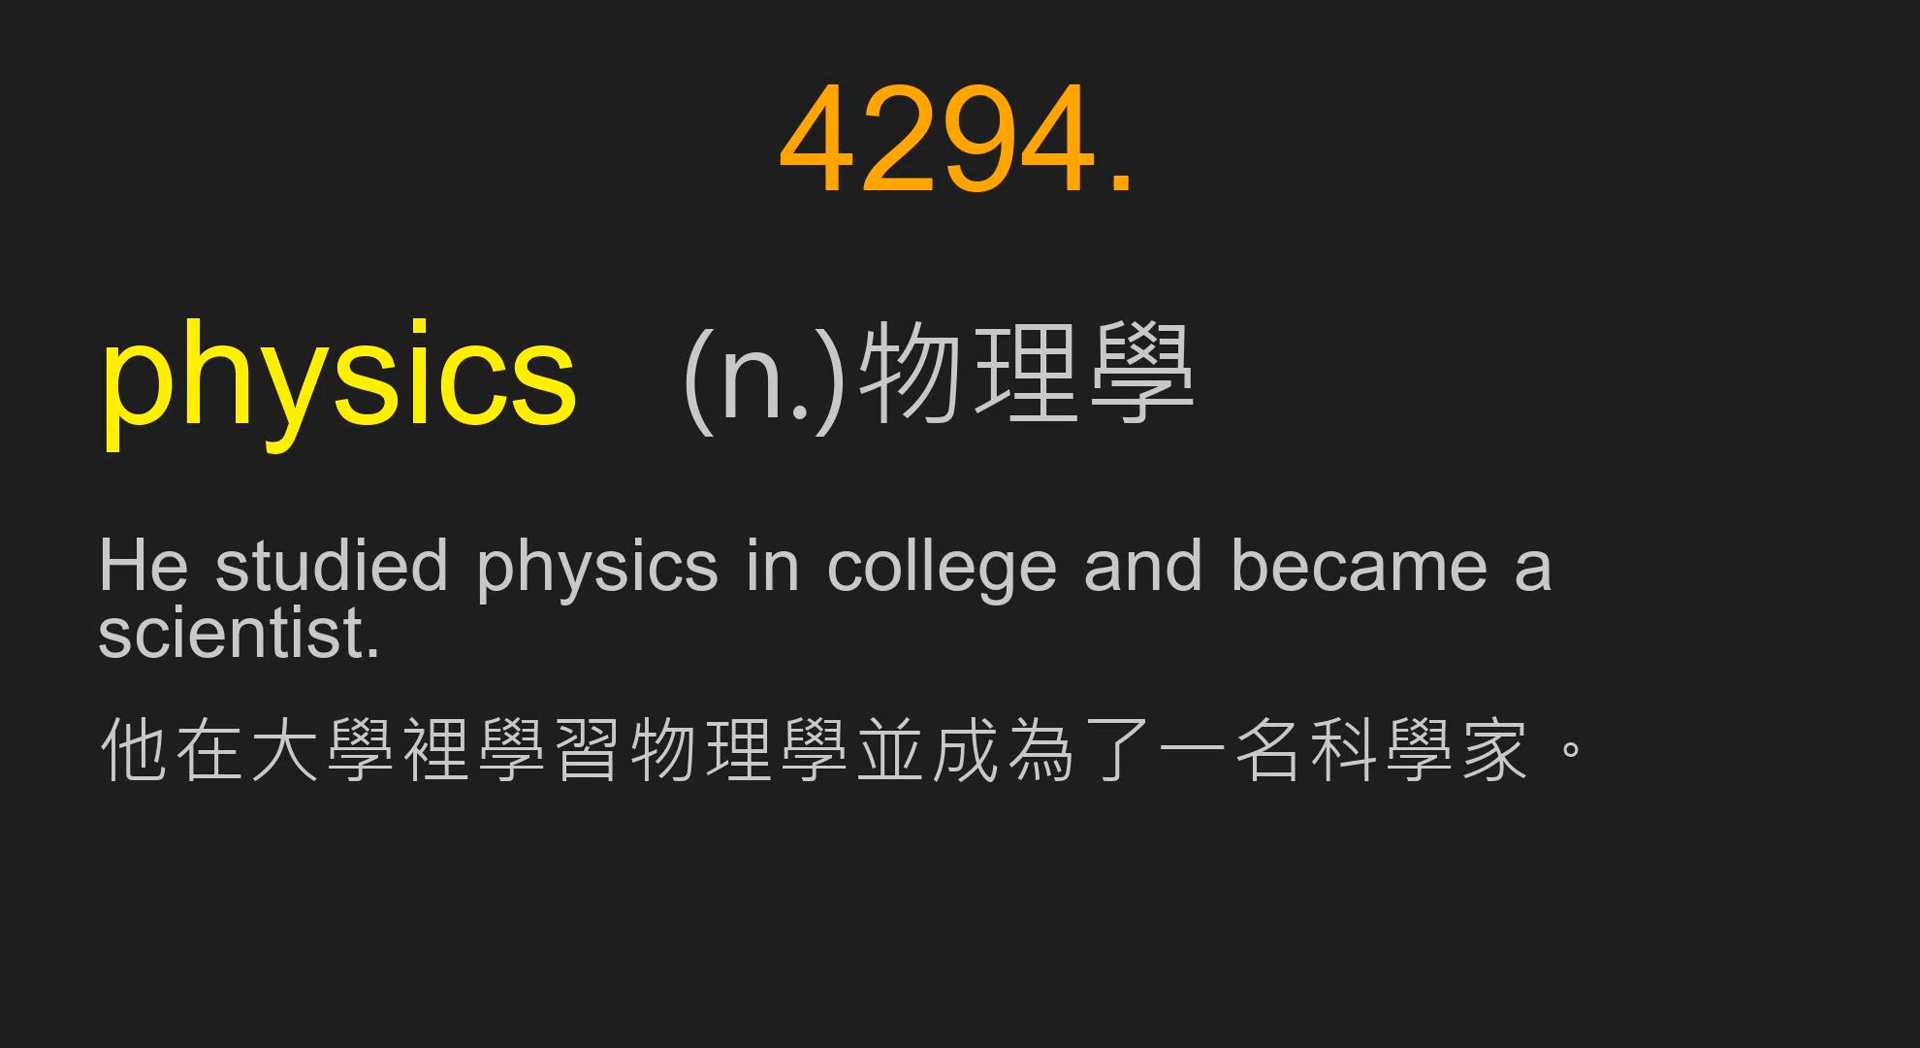 4294.
physics (n.)物理學
He studied physics in college and became a
scientist.
他在大學裡學習物理學並成為了一名科學家。